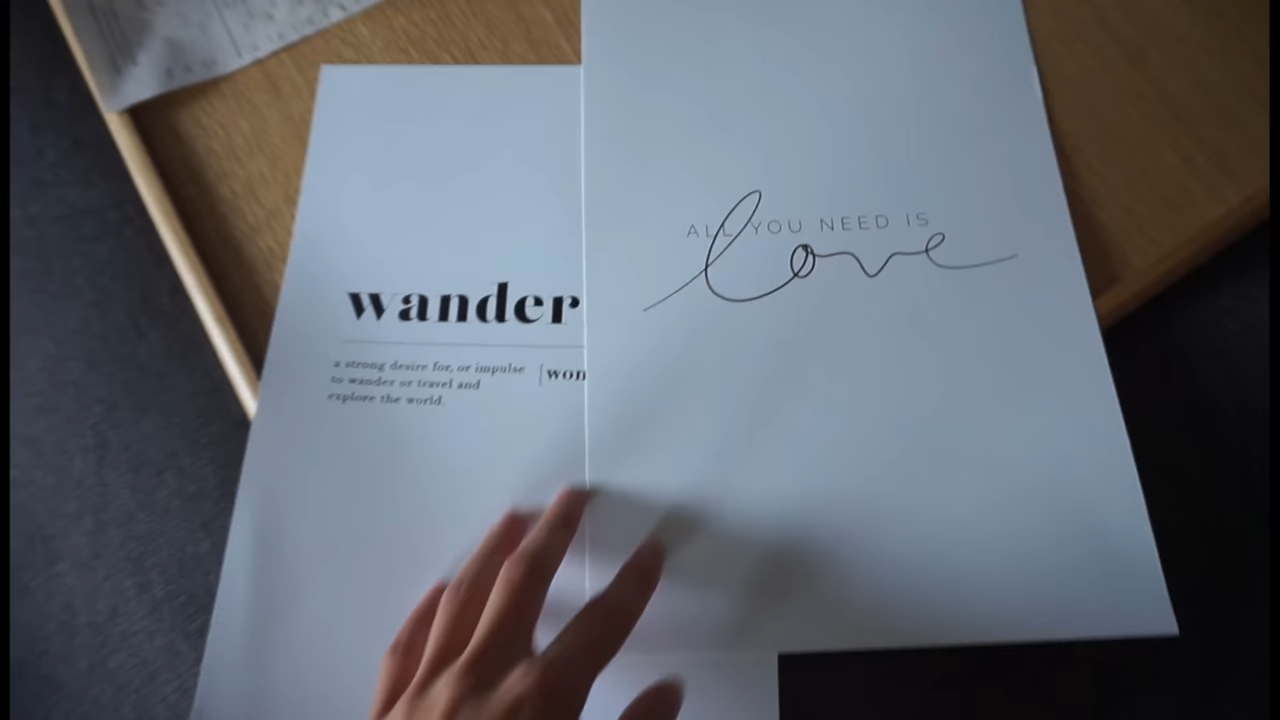 wander
a strong desire for, or impulse
to wander or travel and
explore the world.
[won
ALL YOU NEED IS
love